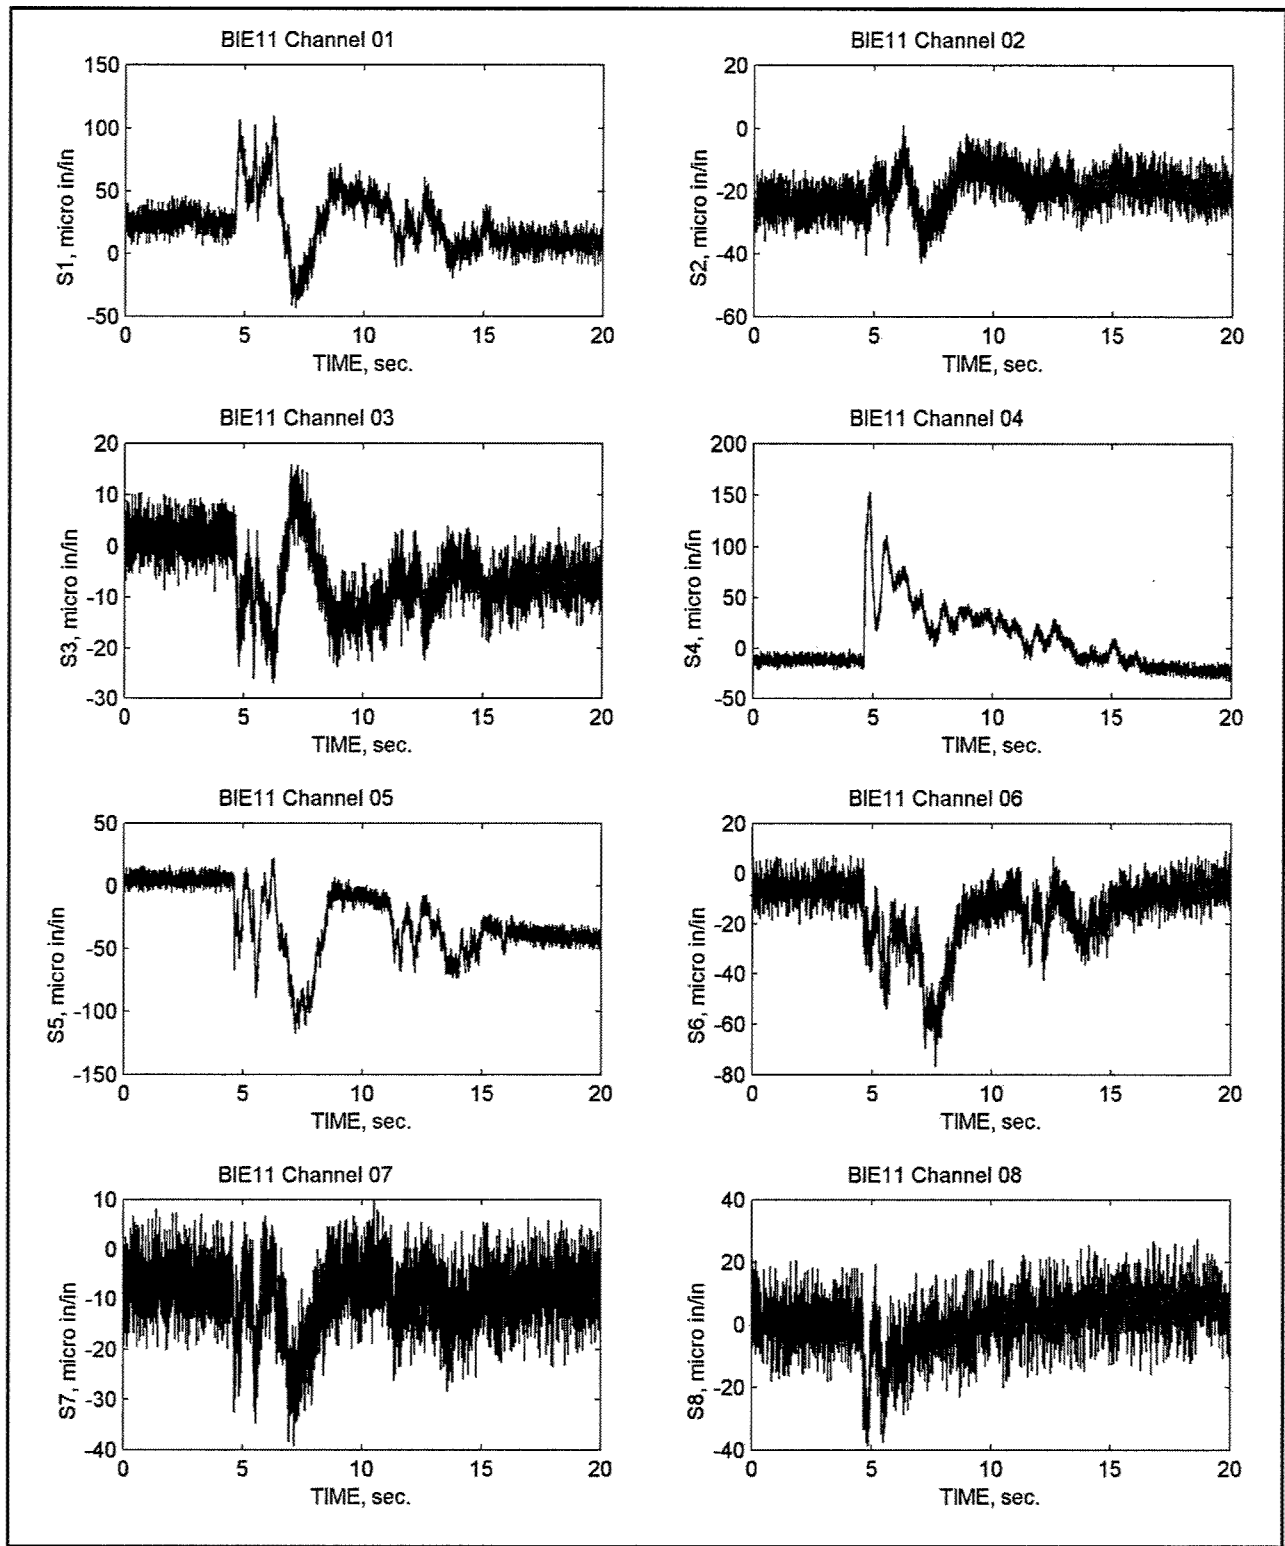 BIE11 Channel 01
150
100
50
0
-50
S1, micro in/in
0 5 10 15 20
TIME, sec.
BIE11 Channel 02
20
0
-20
-40
-60
S2, micro in/in
0 5 10 15 20
TIME, sec.
BIE11 Channel 03
20
10
0
-10
-20
-30
S3, micro in/in
0 5 10 15 20
TIME, sec.
BIE11 Channel 04
200
150
100
50
0
-50
S4, micro in/in
0 5 10 15 20
TIME, sec.
BIE11 Channel 05
50
0
-50
-100
-150
S5, micro in/in
0 5 10 15 20
TIME, sec.
BIE11 Channel 06
20
0
-20
-40
-60
-80
S6, micro in/in
0 5 10 15 20
TIME, sec.
BIE11 Channel 07
10
0
-10
-20
-30
-40
S7, micro in/in
0 5 10 15 20
TIME, sec.
BIE11 Channel 08
40
20
0
-20
-40
S8, micro in/in
0 5 10 15 20
TIME, sec.